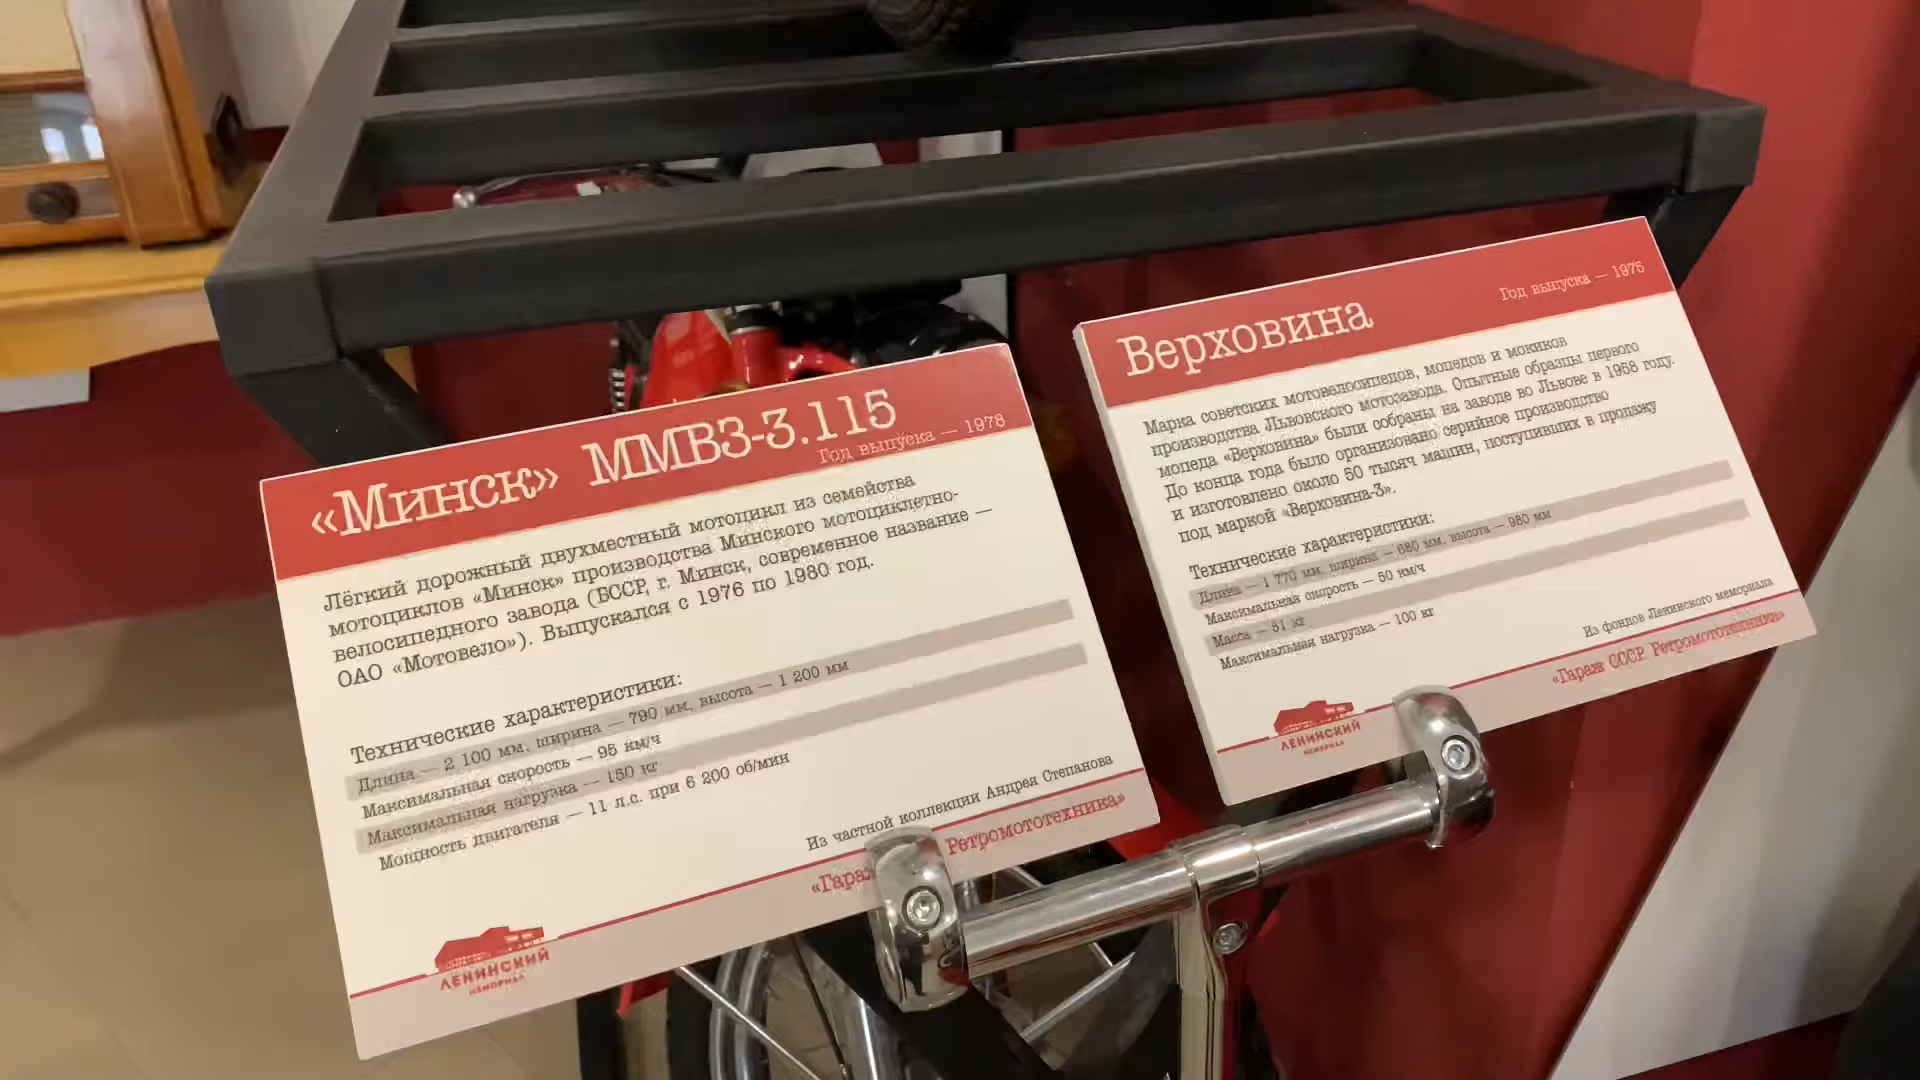 «Минск» ММВЗ-3.115
Год выпуска — 1978
Лёгкий дорожный двухместный мотоцикл из семейства
мотоциклов «Минск» производства Минского мотоциклетно-
велосипедного завода (БССР, г. Минск, современное название —
ОАО «Мотовело»). Выпускался с 1976 по 1980 год.
Технические характеристики:
Длина — 2 100 мм, ширина — 790 мм, высота — 1 200 мм
Максимальная скорость — 95 км/ч
Максимальная нагрузка — 150 кг
Мощность двигателя — 11 л.с. при 6 200 об/мин
Из частной коллекции Андрея Степанова
«Гараж Ретромототехника»
ЛЕНИНСКИЙ
МЕМОРИАЛ
Верховина
Год выпуска — 1975
Марка советских мотовелосипедов, мопедов и мокиков
производства Львовского мотозавода. Опытные образцы первого
мопеда «Верховина» были собраны на заводе во Львове в 1958 году.
До конца года было организовано серийное производство
и изготовлено около 50 тысяч машин, поступивших в продажу
под маркой «Верховина-3».
Технические характеристики:
Длина — 1 770 мм, ширина — 680 мм, высота — 980 мм
Максимальная скорость — 50 км/ч
Масса — 51 кг
Максимальная нагрузка — 100 кг
Из фондов Ленинского мемориала
«Гараж СССР. Ретромототехника»
ЛЕНИНСКИЙ
МЕМОРИАЛ